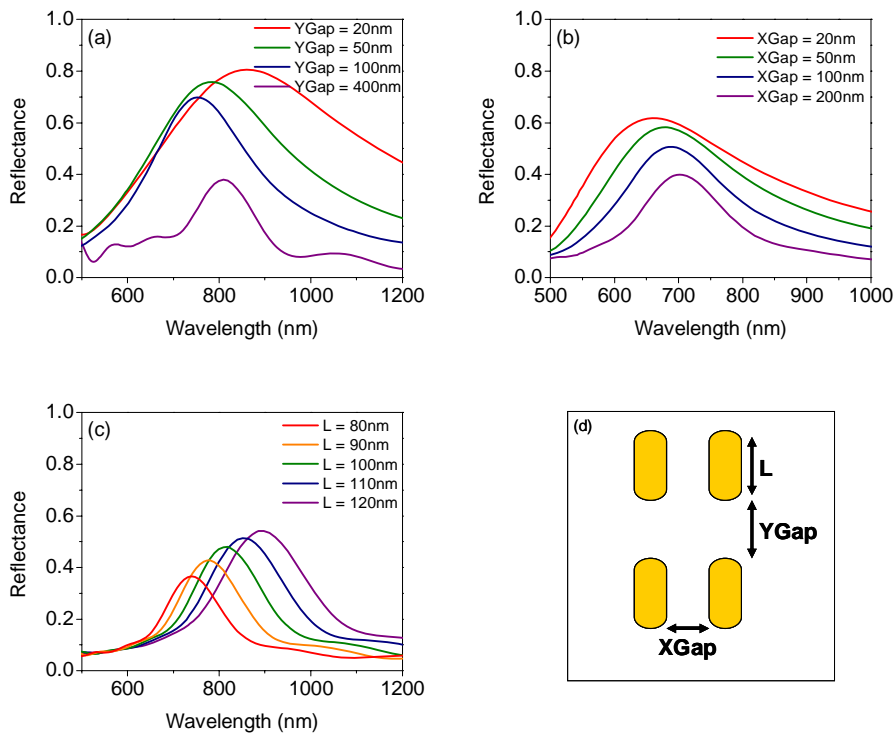 (a)
YGap = 20nm
YGap = 50nm
YGap = 100nm
YGap = 400nm
1.0
0.8
0.6
0.4
0.2
0.0
Reflectance
600 800 1000 1200
Wavelength (nm)
(b)
XGap = 20nm
XGap = 50nm
XGap = 100nm
XGap = 200nm
1.0
0.8
0.6
0.4
0.2
0.0
Reflectance
500 600 700 800 900 1000
Wavelength (nm)
(c)
L = 80nm
L = 90nm
L = 100nm
L = 110nm
L = 120nm
1.0
0.8
0.6
0.4
0.2
0.0
Reflectance
600 800 1000 1200
Wavelength (nm)
(d)
L
YGap
XGap